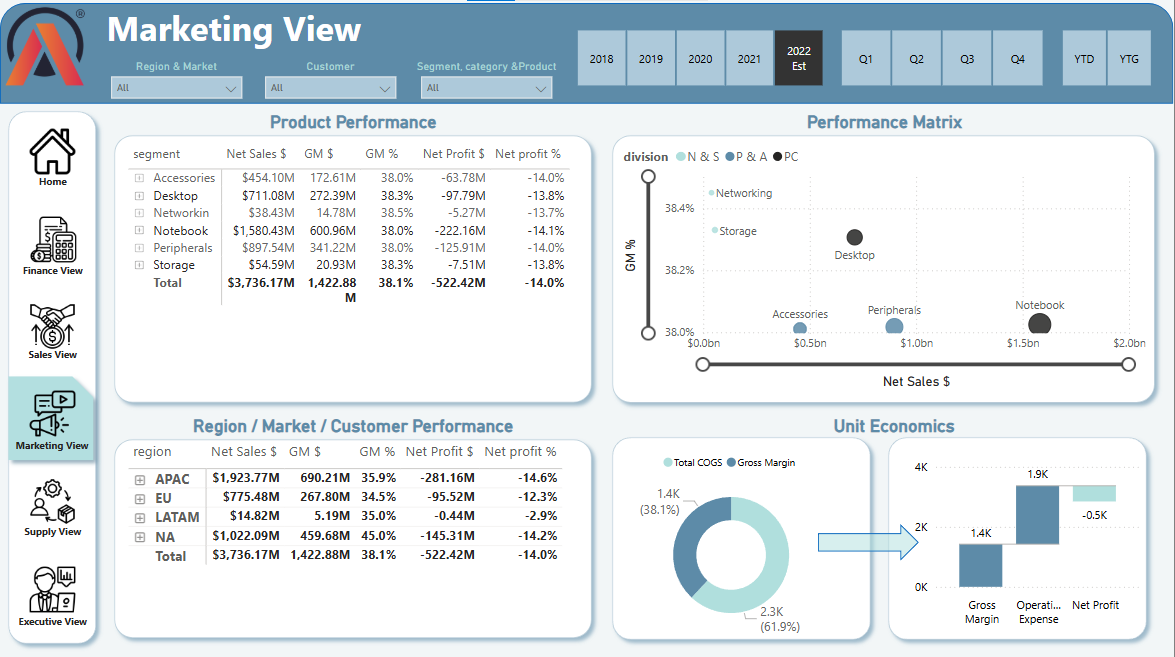 ®
Marketing View
Region & Market
Customer
Segment, category &Product
All
All
All
2018
2019
2020
2021
2022
Est
Q1
Q2
Q3
Q4
YTD
YTG
Home
Finance View
Sales View
Marketing View
Supply View
Executive View
Product Performance
segment Net Sales $ GM $ GM % Net Profit $ Net profit %
Accessories $454.10M 172.61M 38.0% -63.78M -14.0%
Desktop $711.08M 272.39M 38.3% -97.79M -13.8%
Networkin $38.43M 14.78M 38.5% -5.27M -13.7%
Notebook $1,580.43M 600.96M 38.0% -222.16M -14.1%
Peripherals $897.54M 341.22M 38.0% -125.91M -14.0%
Storage $54.59M 20.93M 38.3% -7.51M -13.8%
Total $3,736.17M 1,422.88 38.1% -522.42M -14.0%
M
Performance Matrix
division N & S P & A PC
GM %
38.4%
38.2%
38.0%
Networking
Storage
Desktop
Accessories
Peripherals
Notebook
$0.0bn $0.5bn $1.0bn $1.5bn $2.0bn
Net Sales $
Region / Market / Customer Performance
region Net Sales $ GM $ GM % Net Profit $ Net profit %
APAC $1,923.77M 690.21M 35.9% -281.16M -14.6%
EU $775.48M 267.80M 34.5% -95.52M -12.3%
LATAM $14.82M 5.19M 35.0% -0.44M -2.9%
NA $1,022.09M 459.68M 45.0% -145.31M -14.2%
Total $3,736.17M 1,422.88M 38.1% -522.42M -14.0%
Unit Economics
Total COGS Gross Margin
1.4K
(38.1%)
2.3K
(61.9%)
4K
2K
0K
1.4K
1.9K
-0.5K
Gross
Margin
Operati...
Expense
Net Profit